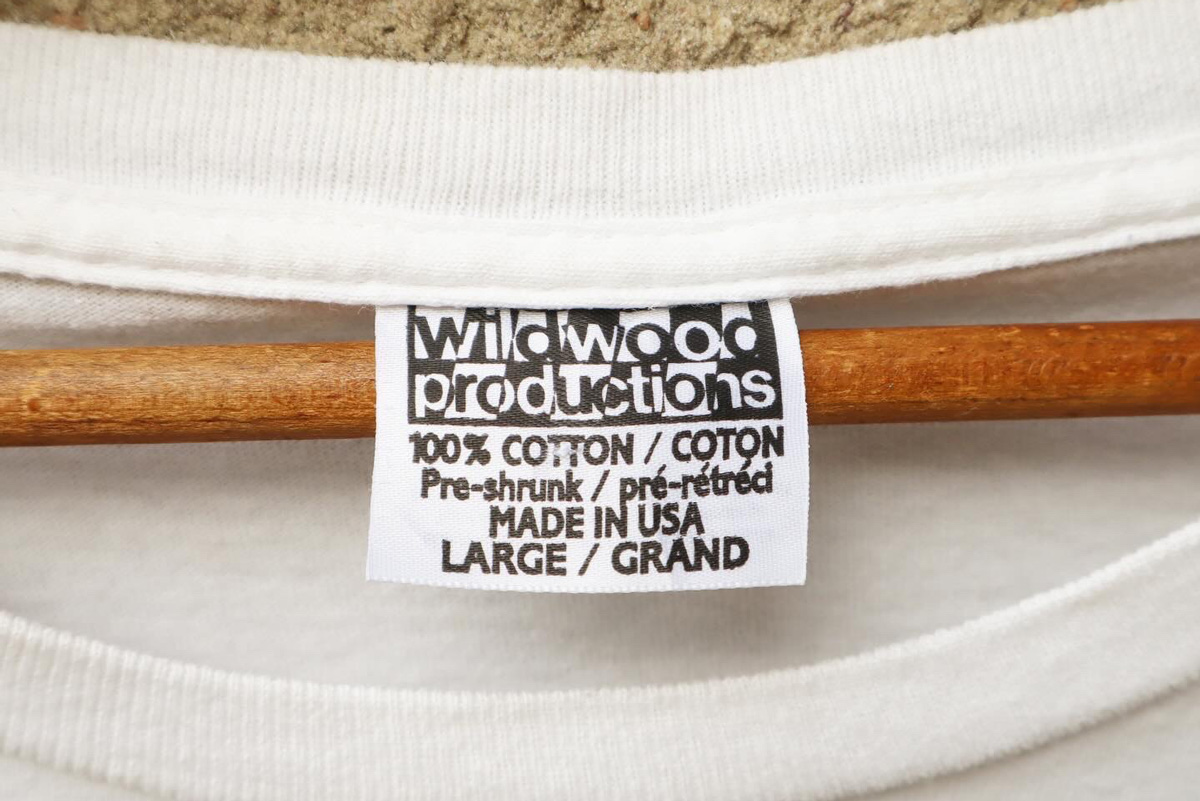 wildwood
productions
100% COTTON / COTON
Pre-shrunk / pré-rétréci
MADE IN USA
LARGE / GRAND